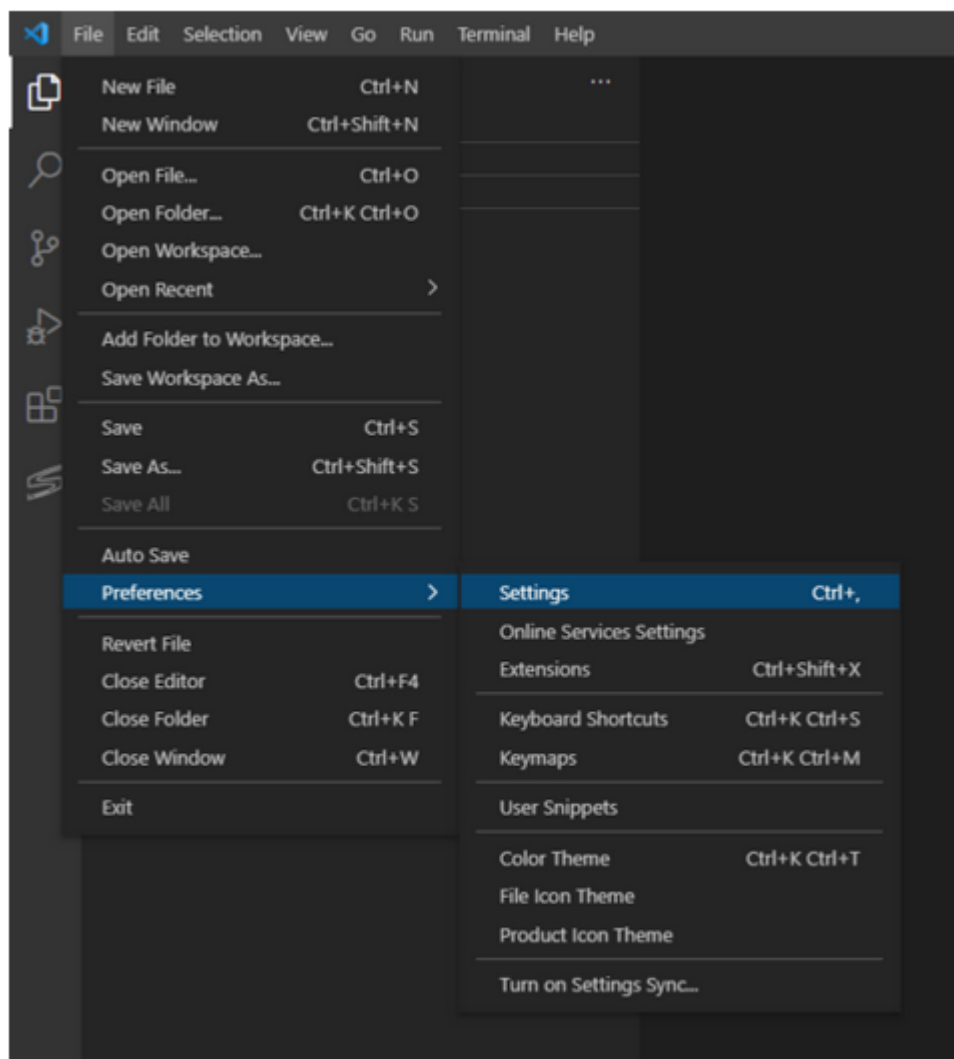 File Edit Selection View Go Run Terminal Help
New File Ctrl+N
New Window Ctrl+Shift+N
Open File... Ctrl+O
Open Folder... Ctrl+K Ctrl+O
Open Workspace...
Open Recent
Add Folder to Workspace...
Save Workspace As...
Save Ctrl+S
Save As... Ctrl+Shift+S
Save All Ctrl+K S
Auto Save
Preferences
Revert File
Close Editor Ctrl+F4
Close Folder Ctrl+K F
Close Window Ctrl+W
Exit
Settings Ctrl+,
Online Services Settings
Extensions Ctrl+Shift+X
Keyboard Shortcuts Ctrl+K Ctrl+S
Keymaps Ctrl+K Ctrl+M
User Snippets
Color Theme Ctrl+K Ctrl+T
File Icon Theme
Product Icon Theme
Turn on Settings Sync...